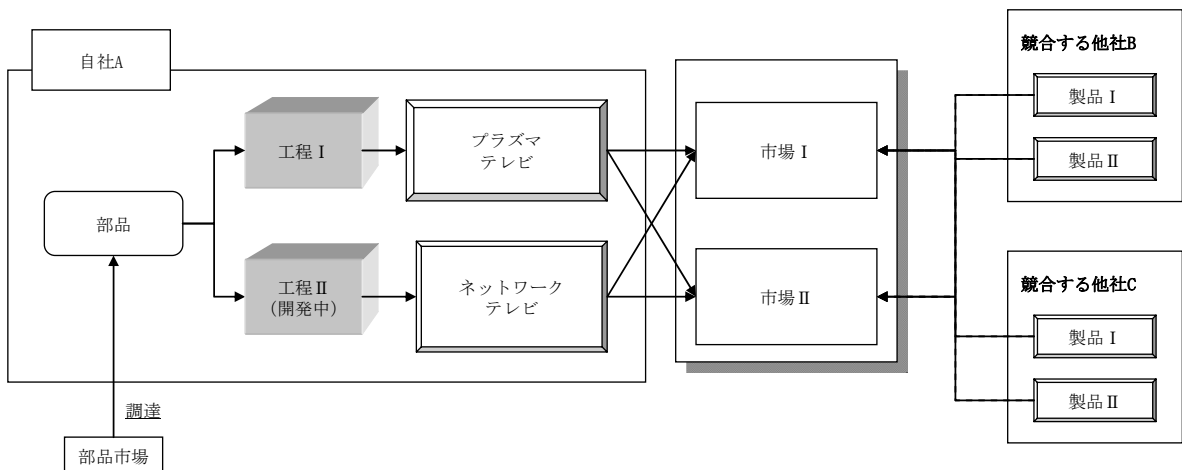 自社A
工程Ⅰ
プラズマ
テレビ
部品
工程Ⅱ
(開発中)
ネットワーク
テレビ
調達
部品市場
市場Ⅰ
市場Ⅱ
競合する他社B
製品Ⅰ
製品Ⅱ
競合する他社C
製品Ⅰ
製品Ⅱ